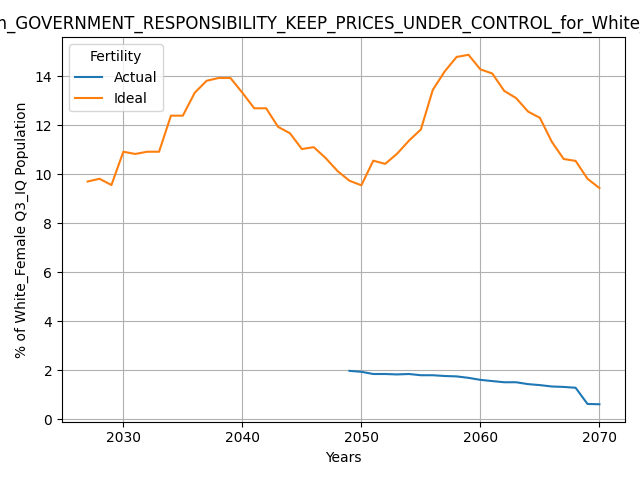 n_GOVERNMENT_RESPONSIBILITY_KEEP_PRICES_UNDER_CONTROL_for_White
Fertility
Actual
Ideal
% of White_Female Q3_IQ Population
14
12
10
8
6
4
2
0
2030 2040 2050 2060 2070
Years